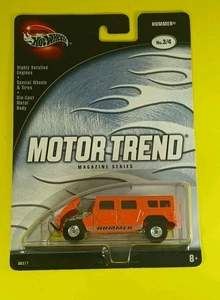 Hot Wheels
HUMMER®
No.3/4
Highly Detailed
Engines
Special Wheels
& Tires
Die-Cast
Metal
Body
MOTOR TREND
MAGAZINE SERIES
HUMMER
8+